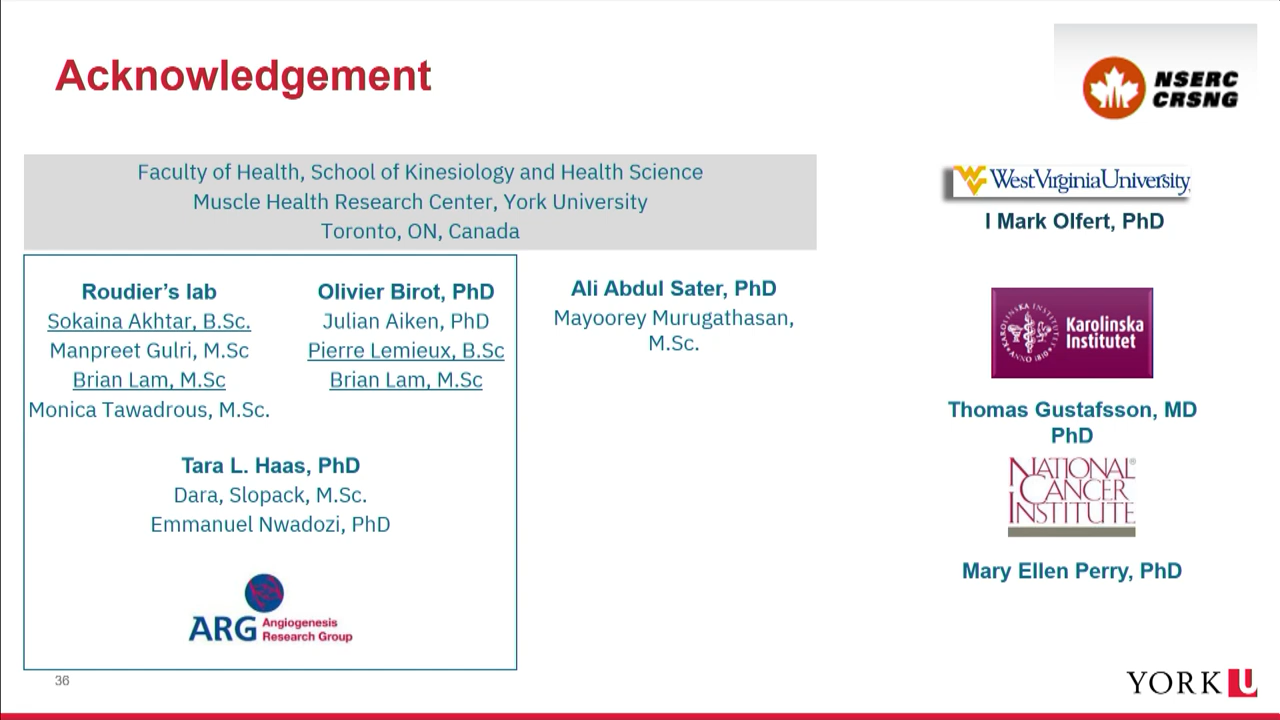 Acknowledgement
NSERC
CRSNG
Faculty of Health, School of Kinesiology and Health Science
Muscle Health Research Center, York University
Toronto, ON, Canada
Roudier's lab
Sokaina Akhtar, B.Sc.
Manpreet Gulri, M.Sc
Brian Lam, M.Sc
Monica Tawadrous, M.Sc.
Olivier Birot, PhD
Julian Aiken, PhD
Pierre Lemieux, B.Sc
Brian Lam, M.Sc
Tara L. Haas, PhD
Dara, Slopack, M.Sc.
Emmanuel Nwadozi, PhD
ARG Angiogenesis
Research Group
Ali Abdul Sater, PhD
Mayoorey Murugathasan,
M.Sc.
WestVirginiaUniversity
I Mark Olfert, PhD
Karolinska
Institutet
Thomas Gustafsson, MD
PhD
NATIONAL
CANCER
INSTITUTE
Mary Ellen Perry, PhD
36
YORK U